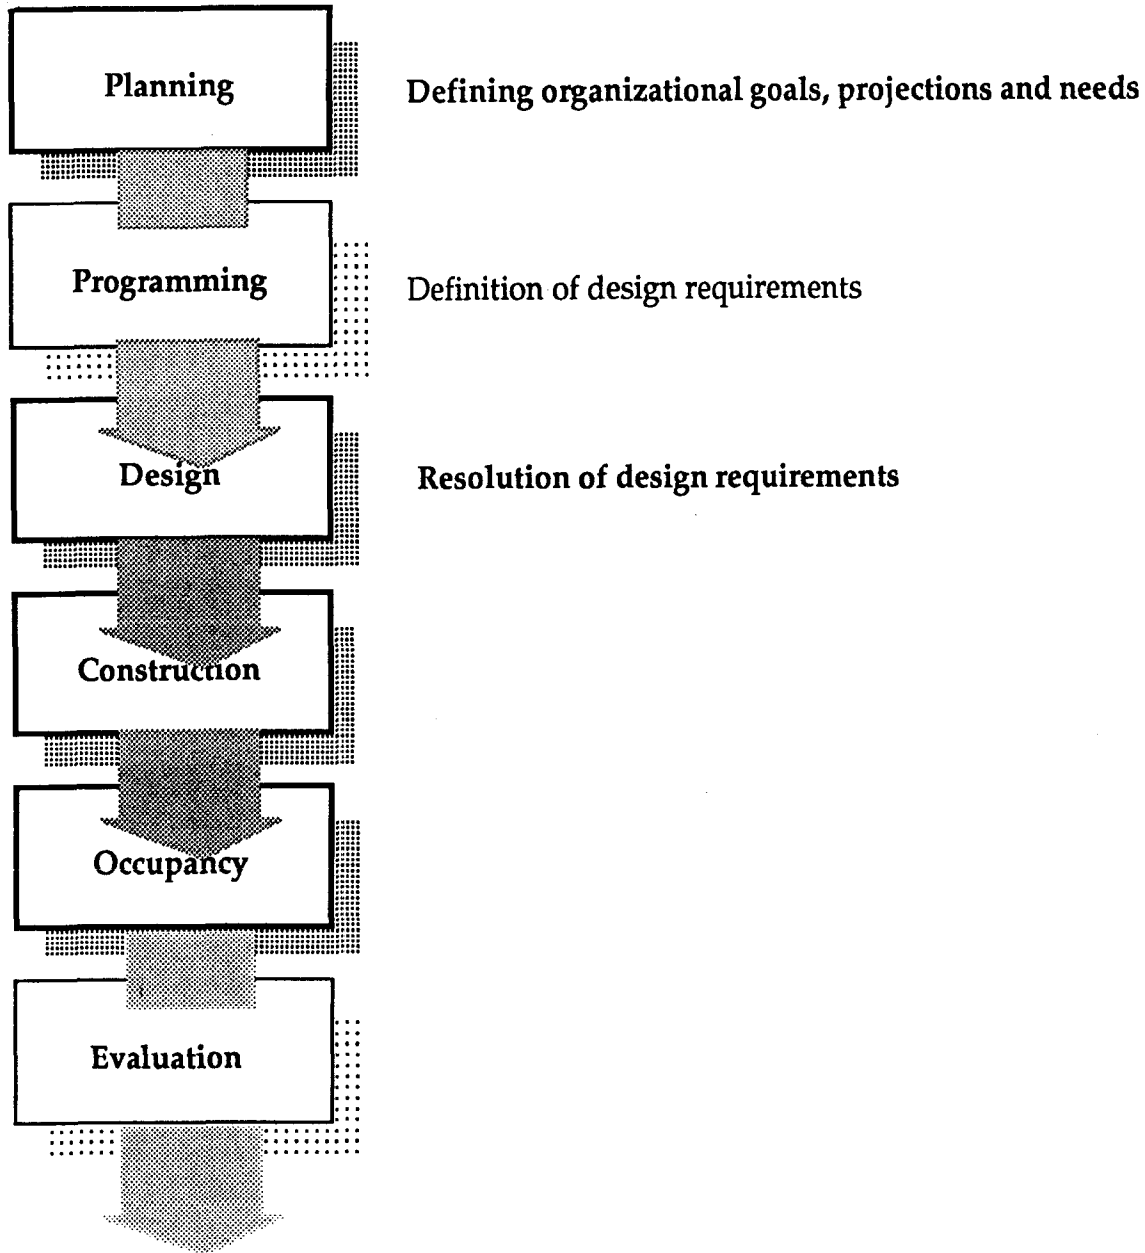 Planning
Defining organizational goals, projections and needs
Programming
Definition of design requirements
Design
Resolution of design requirements
Construction
Occupancy
Evaluation